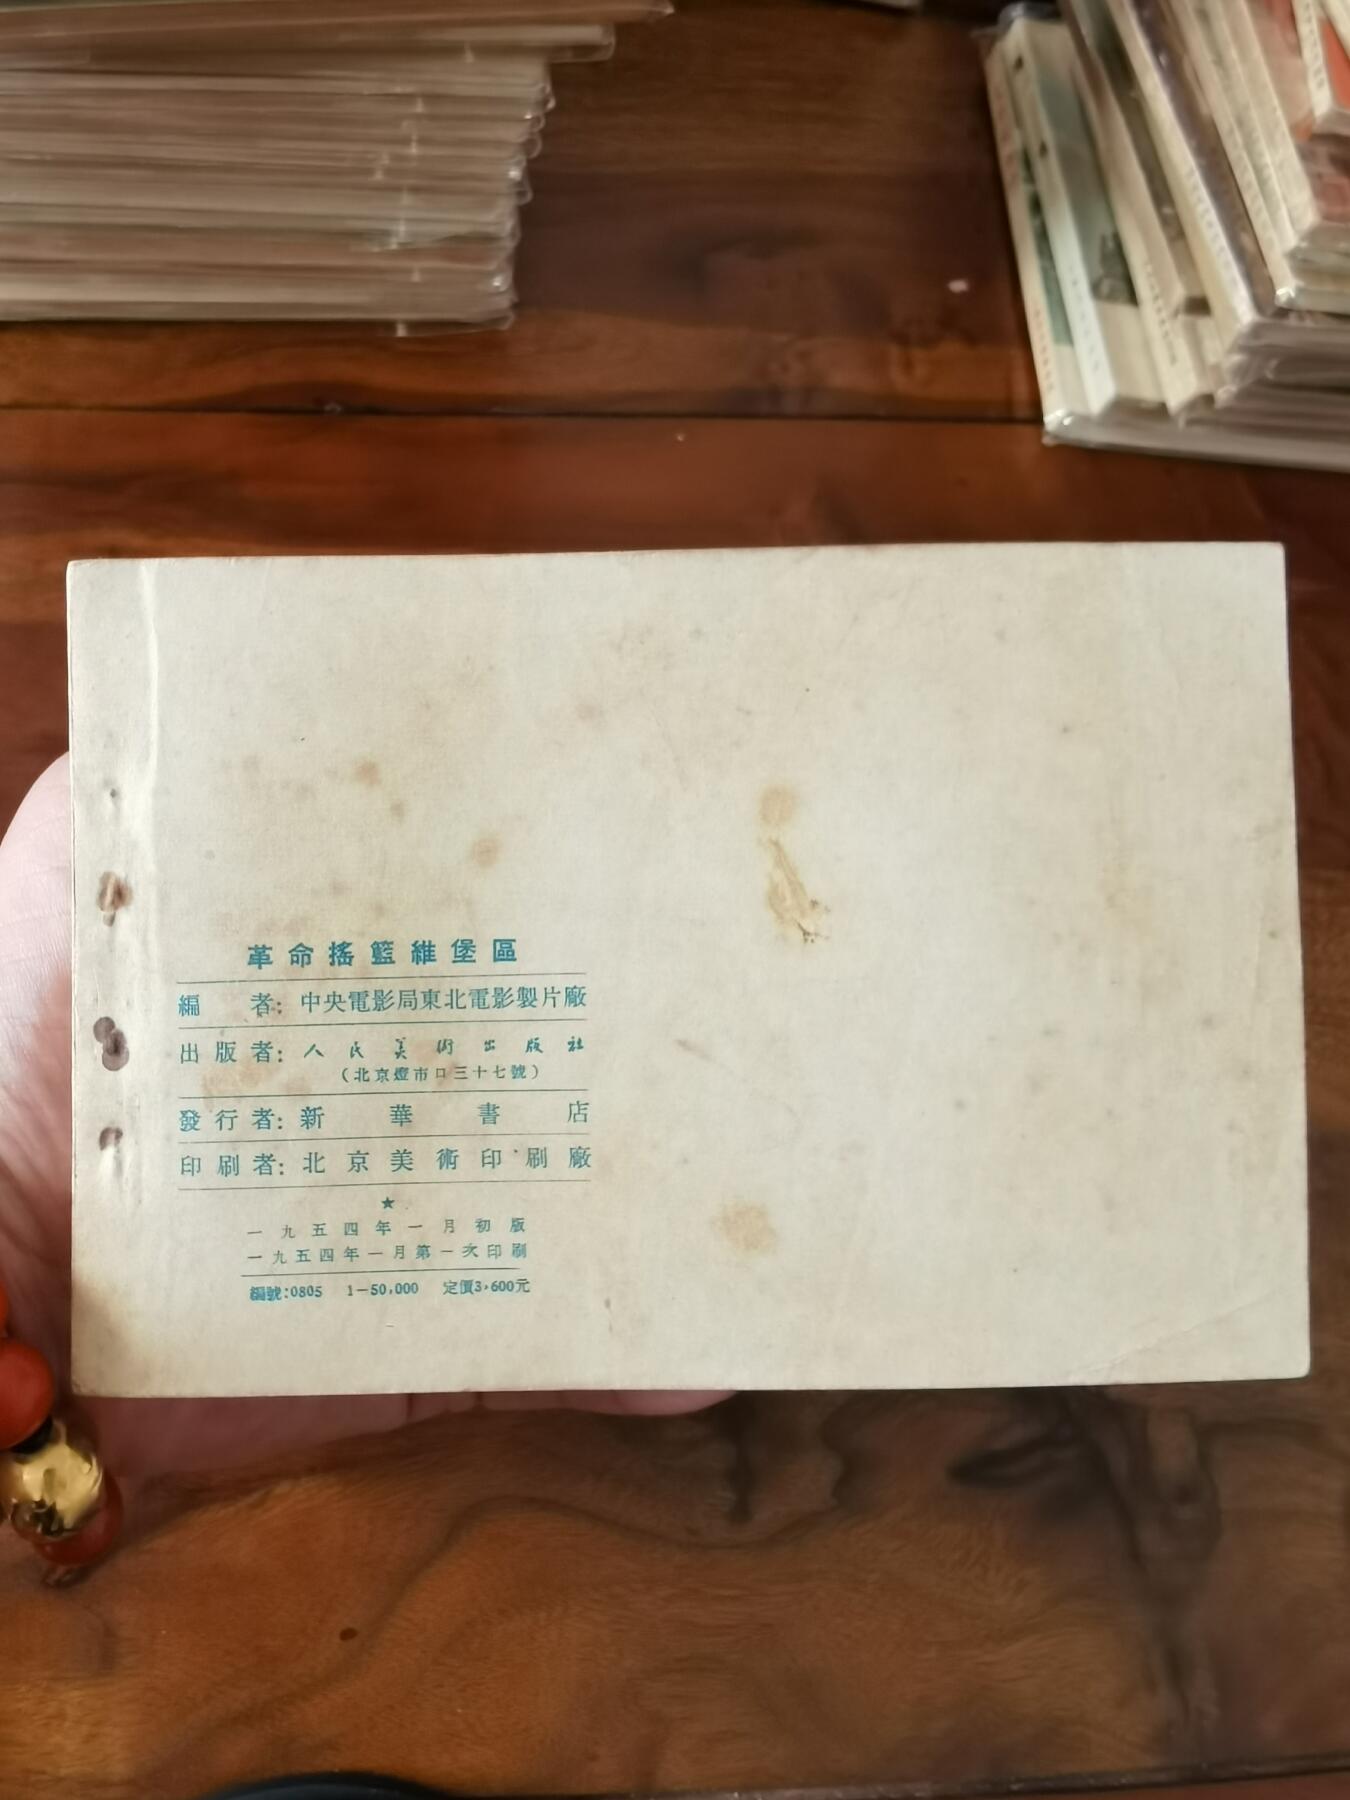 革命搖籃維堡區
編者：中央電影局東北電影製片廠
出版者：人民美術出版社
（北京燈市口三十七號）
發行者：新華書店
印刷者：北京美術印刷廠
★
一九五四年一月初版
一九五四年一月第一次印刷
編號：0805 1—50,000 定價3,600元